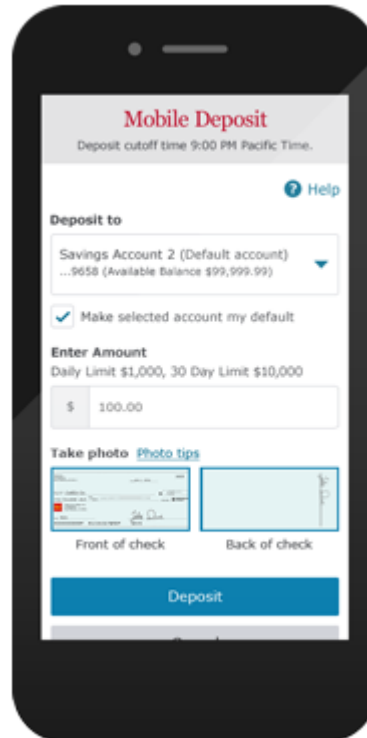 Mobile Deposit
Deposit cutoff time 9:00 PM Pacific Time.
Help
Deposit to
Savings Account 2 (Default account)
...9658 (Available Balance $99,999.99)
Make selected account my default
Enter Amount
Daily Limit $1,000, 30 Day Limit $10,000
$ 100.00
Take photo Photo tips
Front of check Back of check
Deposit